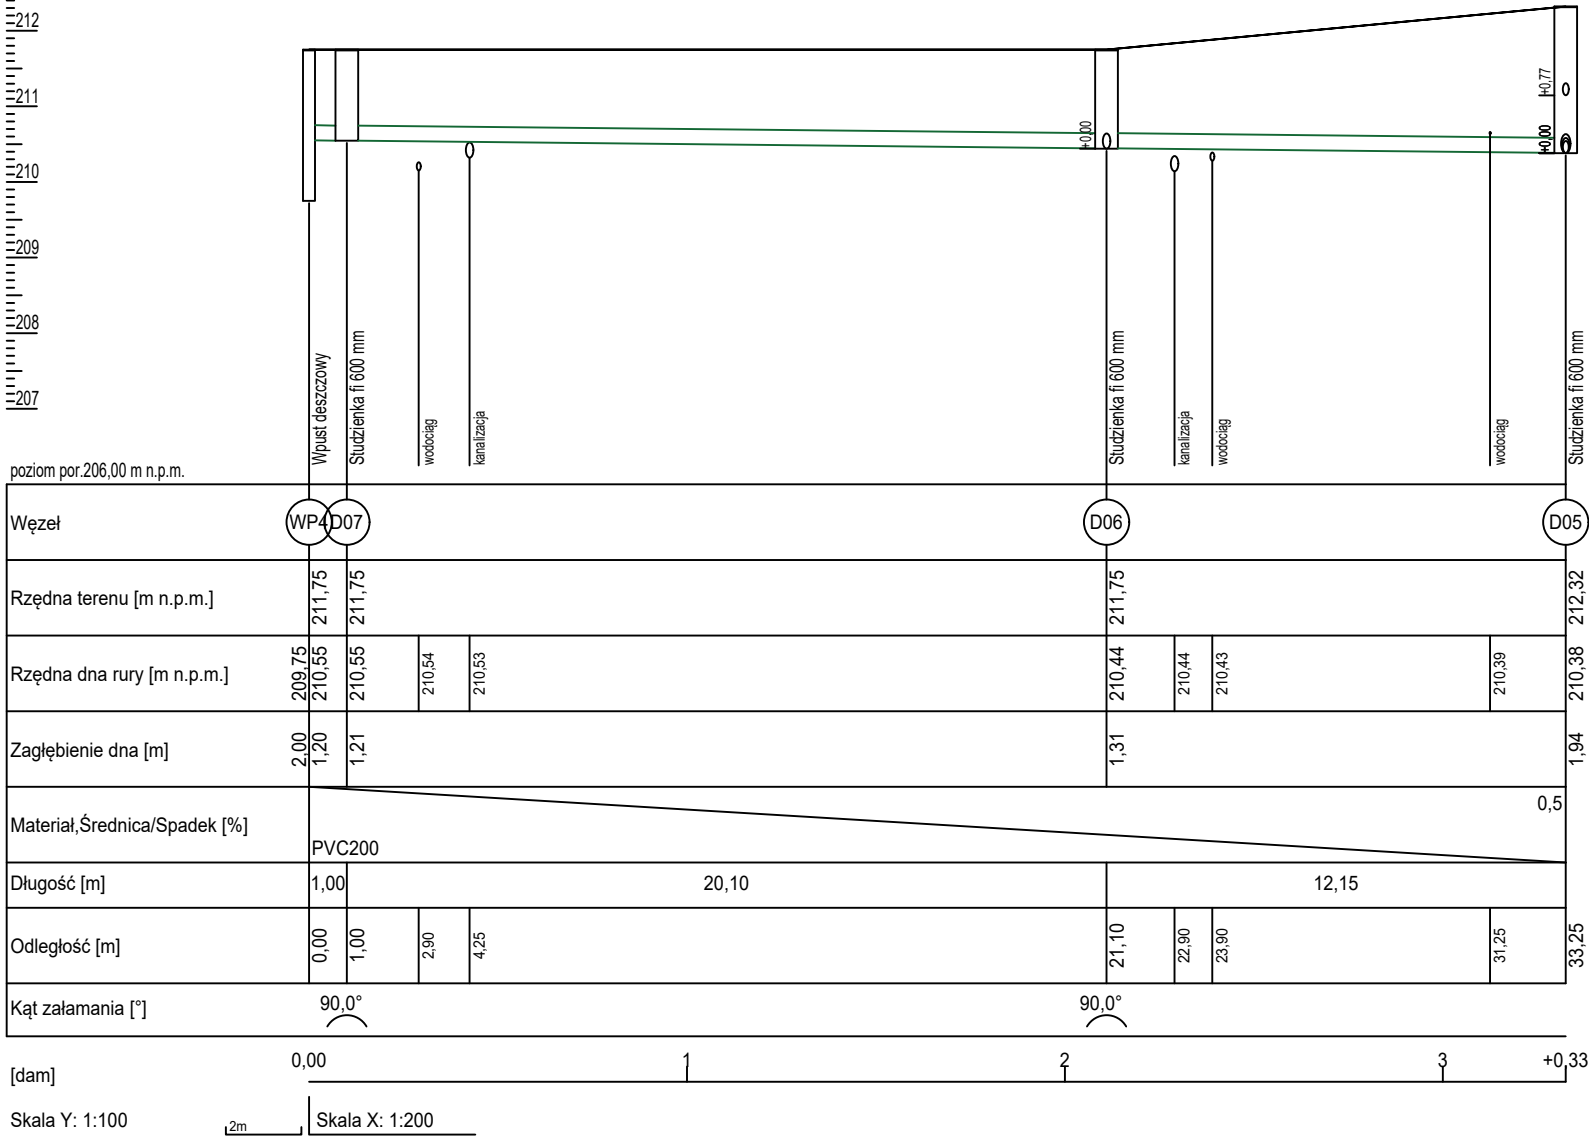 212
211
210
209
208
207
+0,00
+0,77
+0,00
Wpust deszczowy
Studzienka fi 600 mm
wodociąg
kanalizacja
Studzienka fi 600 mm
kanalizacja
wodociąg
wodociąg
Studzienka fi 600 mm
poziom por.206,00 m n.p.m.
Węzeł WP4 D07 D06 D05
Rzędna terenu [m n.p.m.] 211,75 211,75 211,75 212,32
Rzędna dna rury [m n.p.m.] 209,75 210,55 210,55 210,54 210,53 210,44 210,44 210,43 210,39 210,38
Zagłębienie dna [m] 2,00 1,20 1,21 1,31 1,94
Materiał,Średnica/Spadek [%] PVC200 0,5
Długość [m] 1,00 20,10 12,15
Odległość [m] 0,00 1,00 2,90 4,25 21,10 22,90 23,90 31,25 33,25
Kąt załamania [°] 90,0° 90,0°
[dam] 0,00 1 2 3 +0,33
Skala Y: 1:100 2m Skala X: 1:200